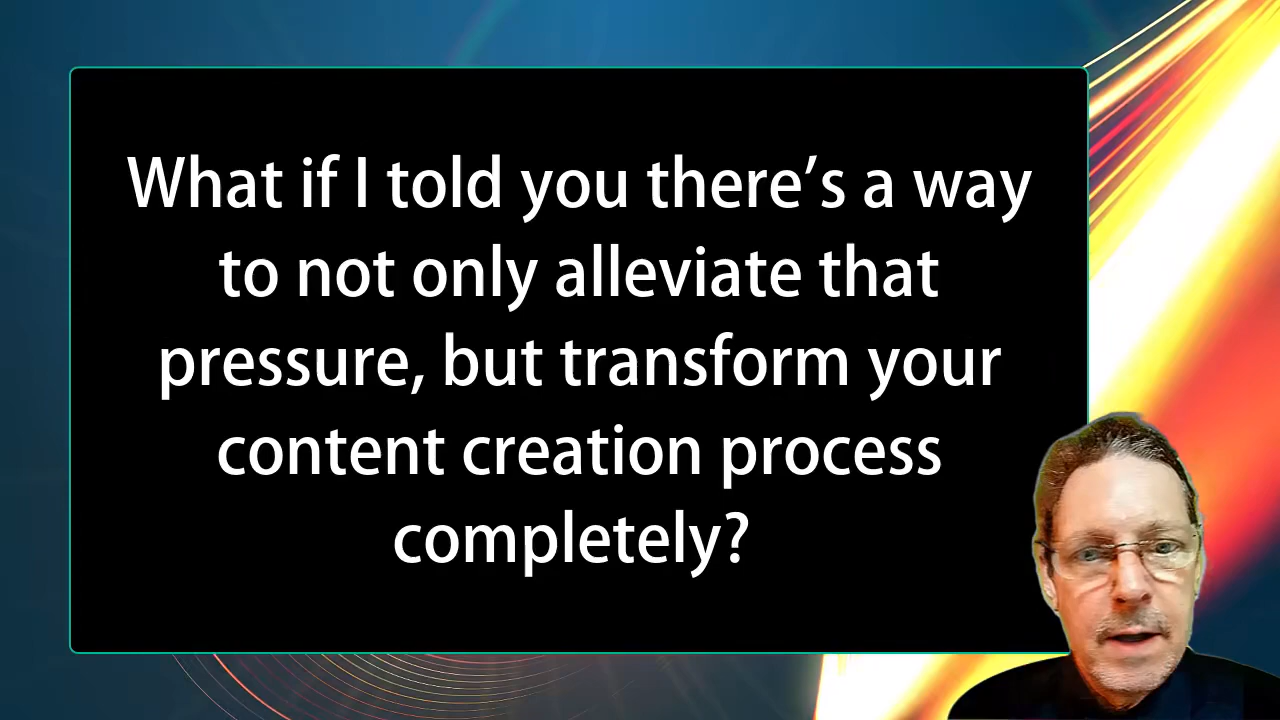 What if I told you there’s a way
to not only alleviate that
pressure, but transform your
content creation process
completely?